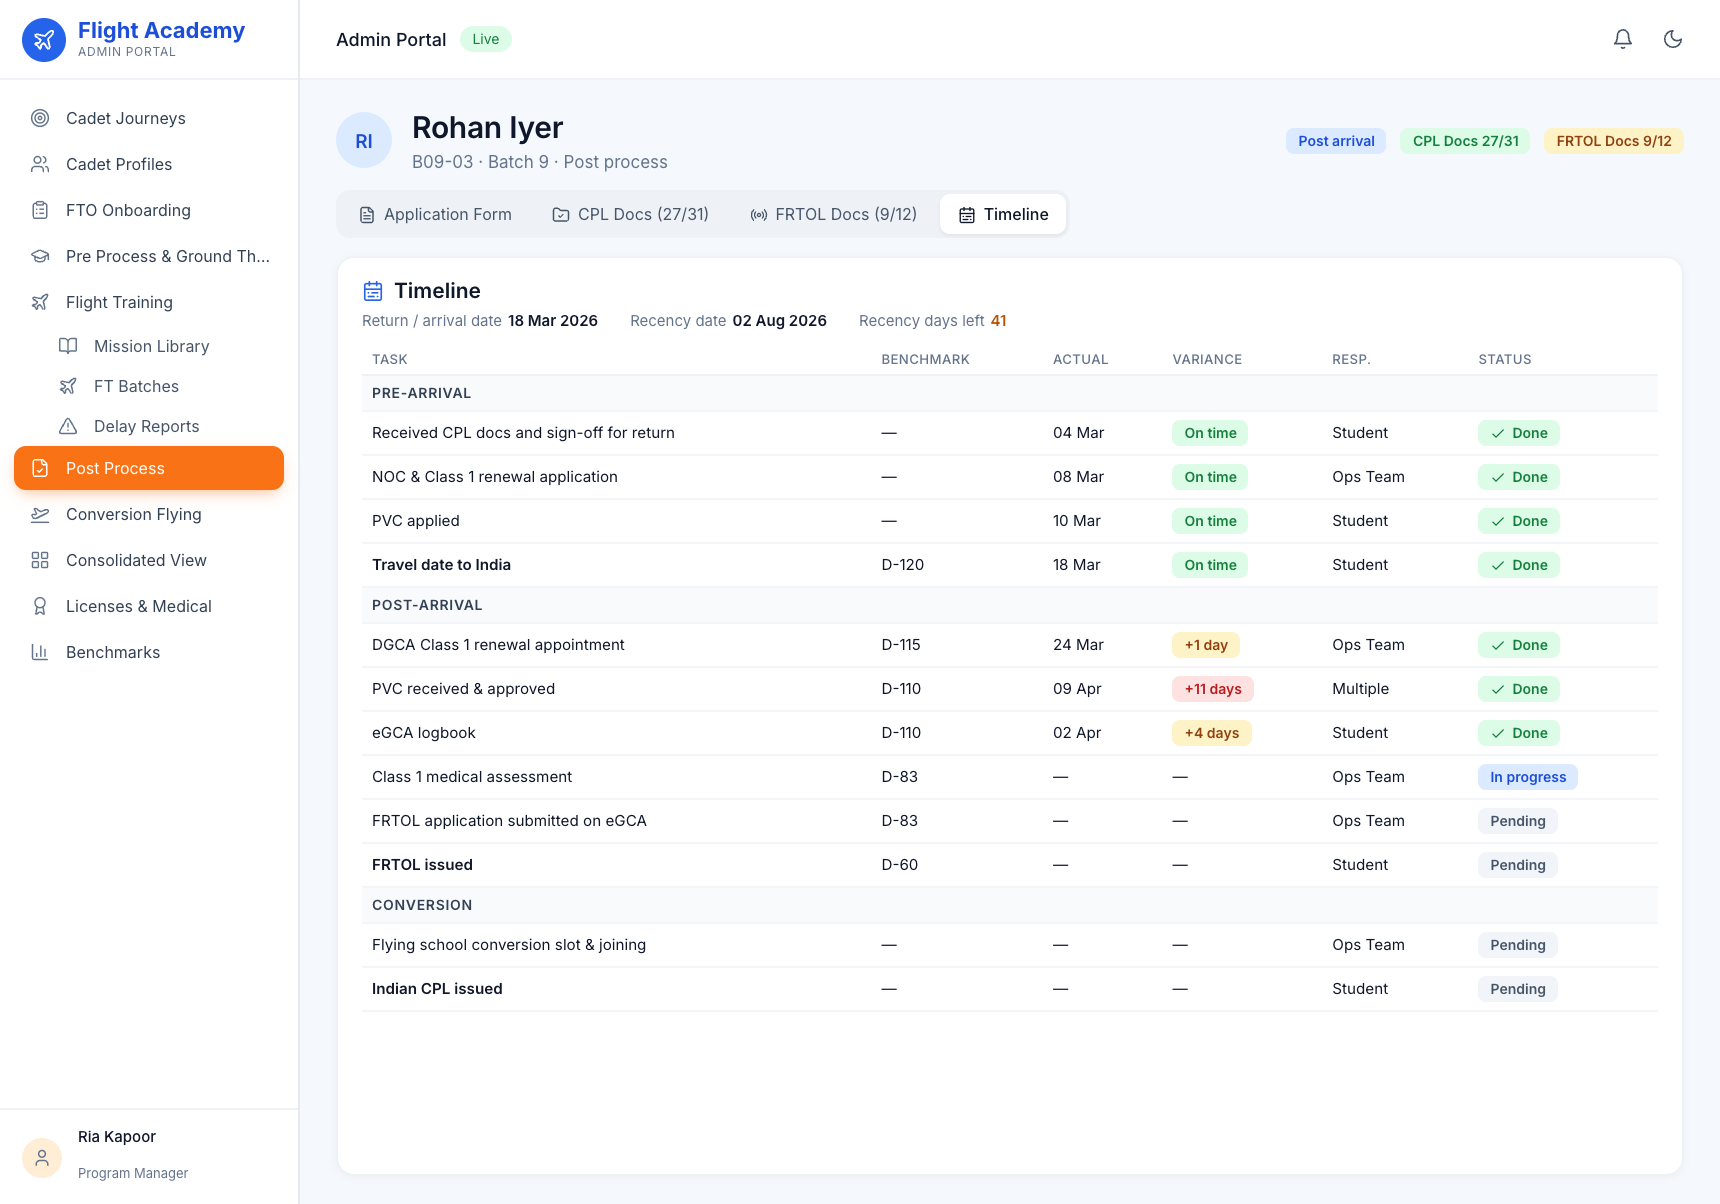 Flight Academy
ADMIN PORTAL
Admin Portal
Live
Cadet Journeys
Cadet Profiles
FTO Onboarding
Pre Process & Ground Th...
Flight Training
Mission Library
FT Batches
Delay Reports
Post Process
Conversion Flying
Consolidated View
Licenses & Medical
Benchmarks
Ria Kapoor
Program Manager
RI
Rohan Iyer
B09-03 · Batch 9 · Post process
Post arrival
CPL Docs 27/31
FRTOL Docs 9/12
Application Form
CPL Docs (27/31)
FRTOL Docs (9/12)
Timeline
Timeline
Return / arrival date 18 Mar 2026 Recency date 02 Aug 2026 Recency days left 41
TASK BENCHMARK ACTUAL VARIANCE RESP. STATUS
PRE-ARRIVAL
Received CPL docs and sign-off for return — 04 Mar On time Student Done
NOC & Class 1 renewal application — 08 Mar On time Ops Team Done
PVC applied — 10 Mar On time Student Done
Travel date to India D-120 18 Mar On time Student Done
POST-ARRIVAL
DGCA Class 1 renewal appointment D-115 24 Mar +1 day Ops Team Done
PVC received & approved D-110 09 Apr +11 days Multiple Done
eGCA logbook D-110 02 Apr +4 days Student Done
Class 1 medical assessment D-83 — — Ops Team In progress
FRTOL application submitted on eGCA D-83 — — Ops Team Pending
FRTOL issued D-60 — — Student Pending
CONVERSION
Flying school conversion slot & joining — — — Ops Team Pending
Indian CPL issued — — — Student Pending